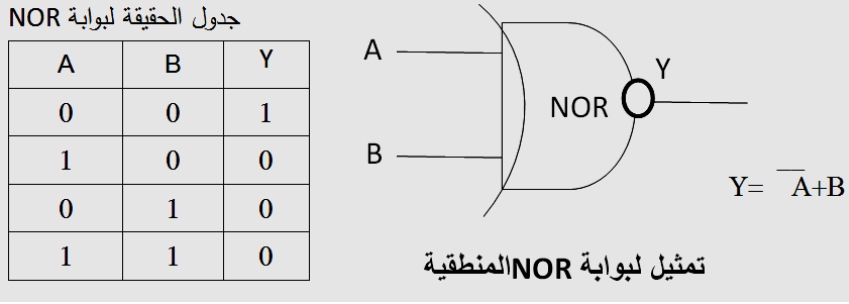 جدول الحقيقة لبوابة NOR
A B Y
0 0 1
1 0 0
0 1 0
1 1 0
A
B
NOR
Y
Y= ‾‾A+B
تمثيل لبوابة NORالمنطقية